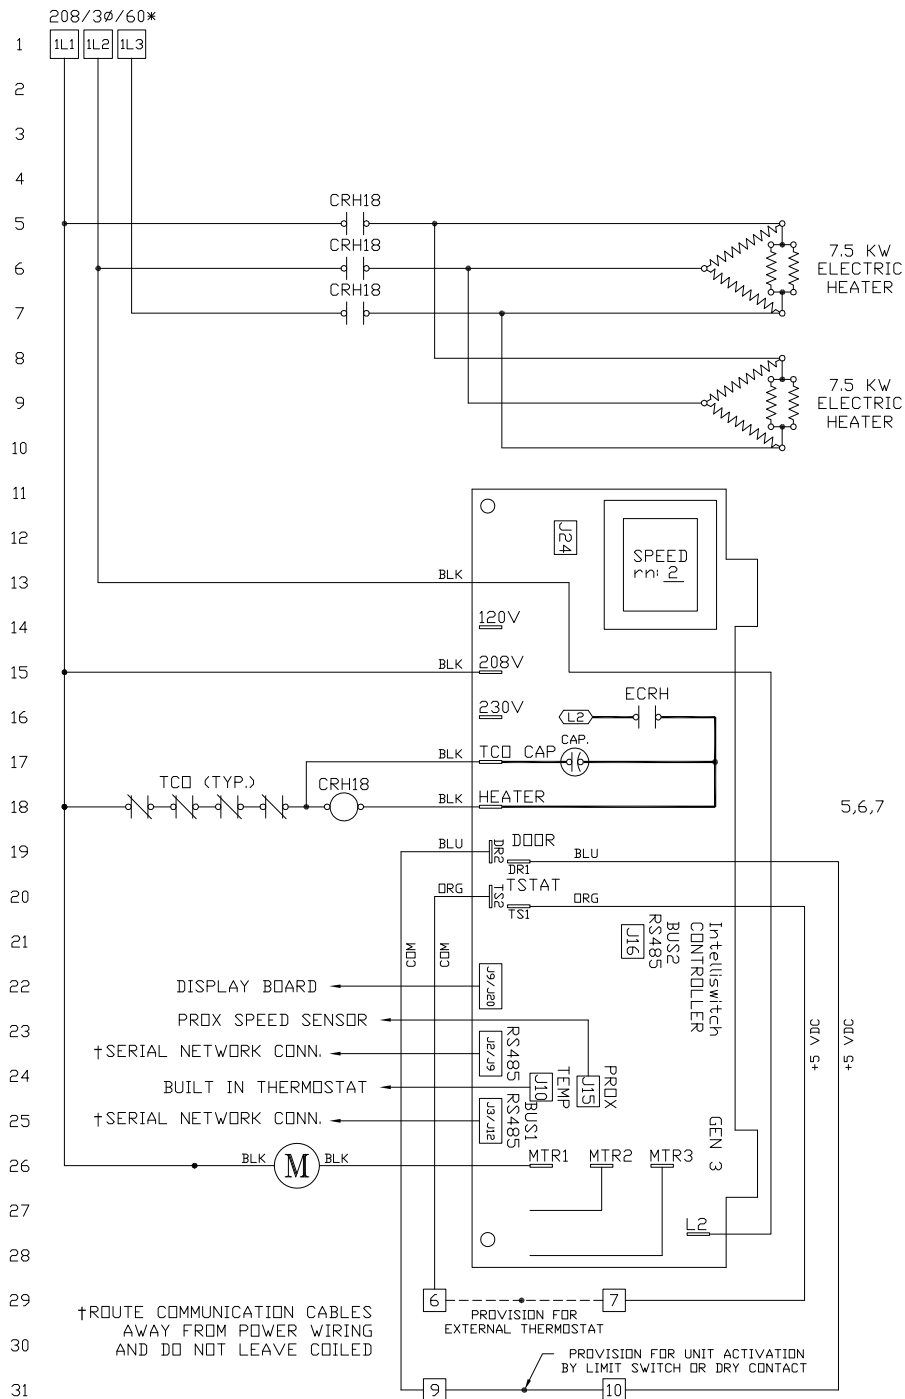 208/3Ø/60*
1 1L1 1L2 1L3
2
3
4
CRH18
5
CRH18
6
CRH18
7
7.5 KW
ELECTRIC
HEATER
8
9
10
7.5 KW
ELECTRIC
HEATER
11
12
J24
SPEED
rn: 2
13 BLK
14 120V
15 BLK 208V
ECRH
16 230V L2
CAP.
17 BLK TCO CAP
TCO (TYP.) CRH18
18 BLK HEATER 5,6,7
19 BLU DR2 DOOR
DR1 BLU
20 ORG TS2 TSTAT
TS1 ORG
21 COM COM
J16
RS485
BUS2
Intelliswitch
CONTROLLER
22 DISPLAY BOARD J9/J20
PROX SPEED SENSOR
23
†SERIAL NETWORK CONN. J2/J9 RS485
24 +5 VDC +5 VDC
BUILT IN THERMOSTAT J10 TEMP J15 PROX
25 †SERIAL NETWORK CONN. J3/J12 RS485 BUS1
GEN 3
26 BLK M BLK MTR1 MTR2 MTR3
27
L2
28
29 6 7
PROVISION FOR
EXTERNAL THERMOSTAT
†ROUTE COMMUNICATION CABLES
AWAY FROM POWER WIRING
AND DO NOT LEAVE COILED
30
PROVISION FOR UNIT ACTIVATION
BY LIMIT SWITCH OR DRY CONTACT
31 9 10